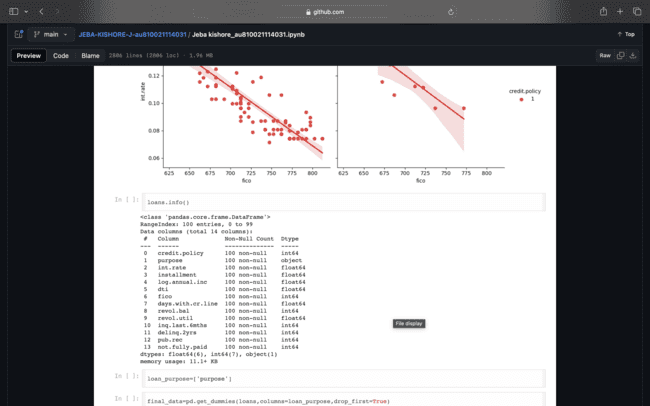 github.com
main
JEBA-KISHORE-J-au810021114031 / Jeba kishore_au810021114031.ipynb
Top
Preview Code Blame 2806 lines (2806 loc) · 1.96 MB Raw
0.12
0.10
0.08
0.06
int.rate
625 650 675 700 725 750 775 800
fico
625 650 675 700 725 750 775 800
fico
credit.policy
1
In [ ]: loans.info()
<class 'pandas.core.frame.DataFrame'>
RangeIndex: 100 entries, 0 to 99
Data columns (total 14 columns):
# Column Non-Null Count Dtype
--- ------ -------------- -----
0 credit.policy 100 non-null int64
1 purpose 100 non-null object
2 int.rate 100 non-null float64
3 installment 100 non-null float64
4 log.annual.inc 100 non-null float64
5 dti 100 non-null float64
6 fico 100 non-null int64
7 days.with.cr.line 100 non-null float64
8 revol.bal 100 non-null int64
9 revol.util 100 non-null float64
10 inq.last.6mths 100 non-null int64
11 delinq.2yrs 100 non-null int64
12 pub.rec 100 non-null int64
13 not.fully.paid 100 non-null int64
dtypes: float64(6), int64(7), object(1)
memory usage: 11.1+ KB
File display
In [ ]: loan_purpose=['purpose']
In [ ]: final_data=pd.get_dummies(loans,columns=loan_purpose,drop_first=True)